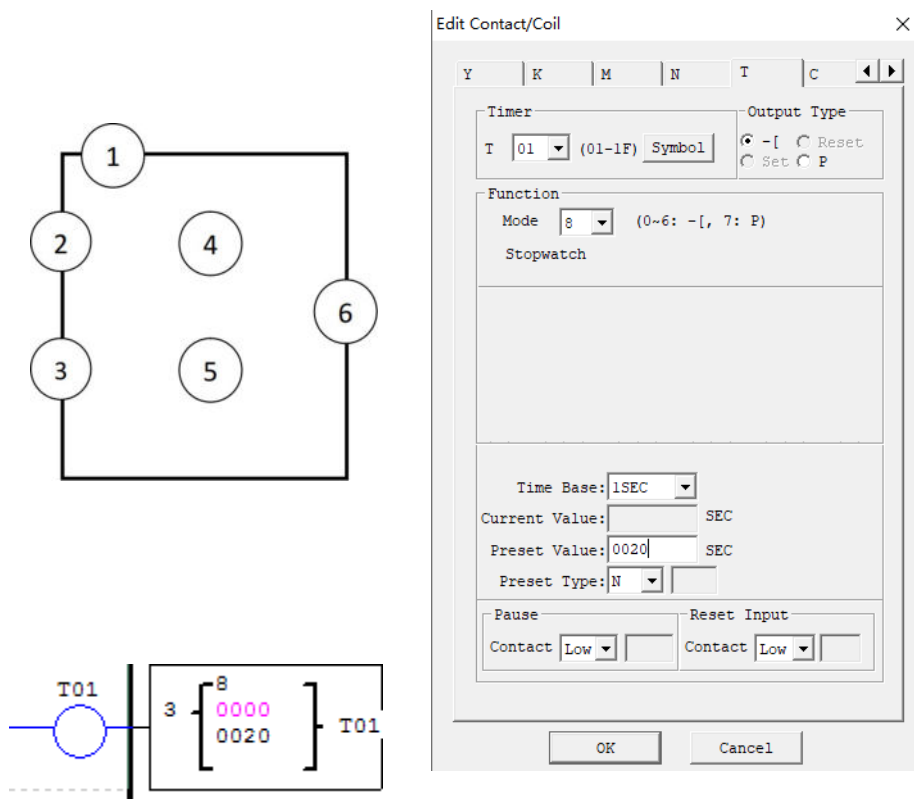 Edit Contact/Coil
Y K M N T C
Timer
T 01 (01-1F) Symbol
Output Type
-[ Reset
Set P
Function
Mode 8 (0~6: -[, 7: P)
Stopwatch
Time Base: 1SEC
Current Value: SEC
Preset Value: 0020 SEC
Preset Type: N
Pause
Contact Low
Reset Input
Contact Low
OK Cancel
1
2
4
6
3
5
T01
8
3 0000
0020
T01